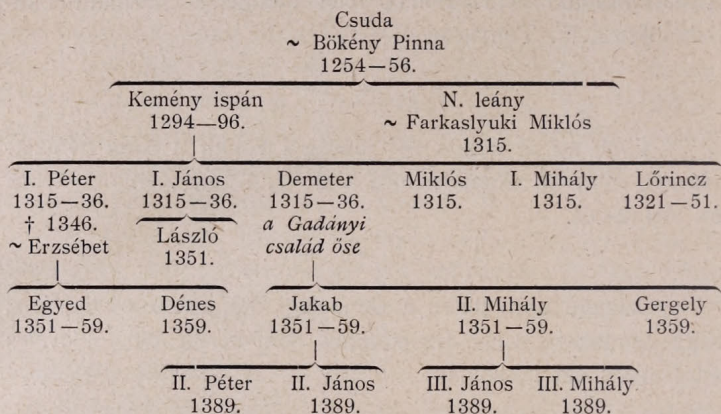 Csuda
~ Bökény Pinna
1254—56.
Kemény ispán N. leány
1294—96. ~ Farkaslyuki Miklós
1315.
I. Péter I. János Demeter Miklós I. Mihály Lőrincz
1315—36. 1315—36. 1315—36. 1315. 1315. 1321—51.
† 1346. László a Gadányi
~ Erzsébet 1351. család őse
Egyed Dénes Jakab II. Mihály Gergely
1351—59. 1359. 1351—59. 1351—59. 1359.
II. Péter II. János III. János III. Mihály
1389. 1389. 1389. 1389.